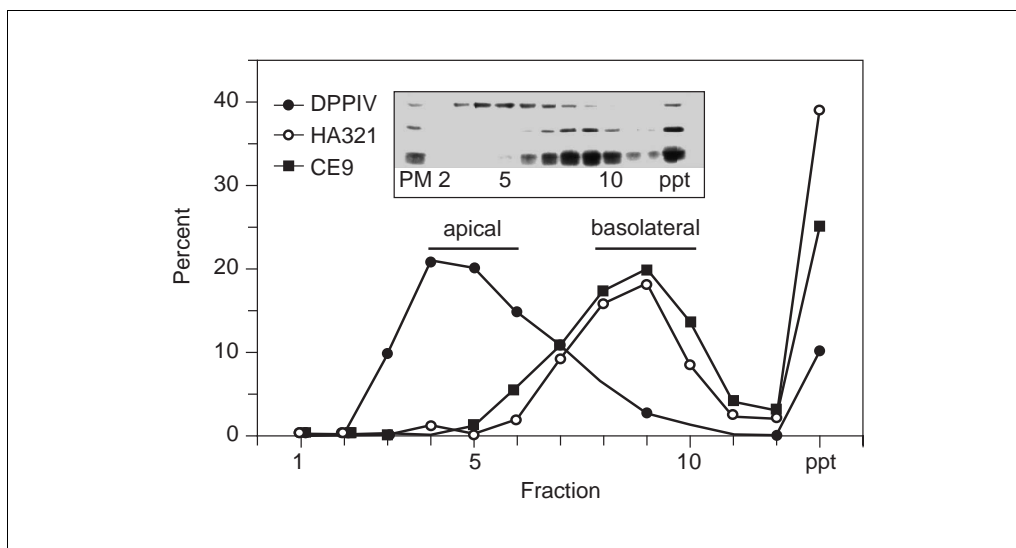 40
30
20
10
0
Percent
DPPIV
HA321
CE9
PM 2 5 10 ppt
apical
basolateral
1 5 10 ppt
Fraction